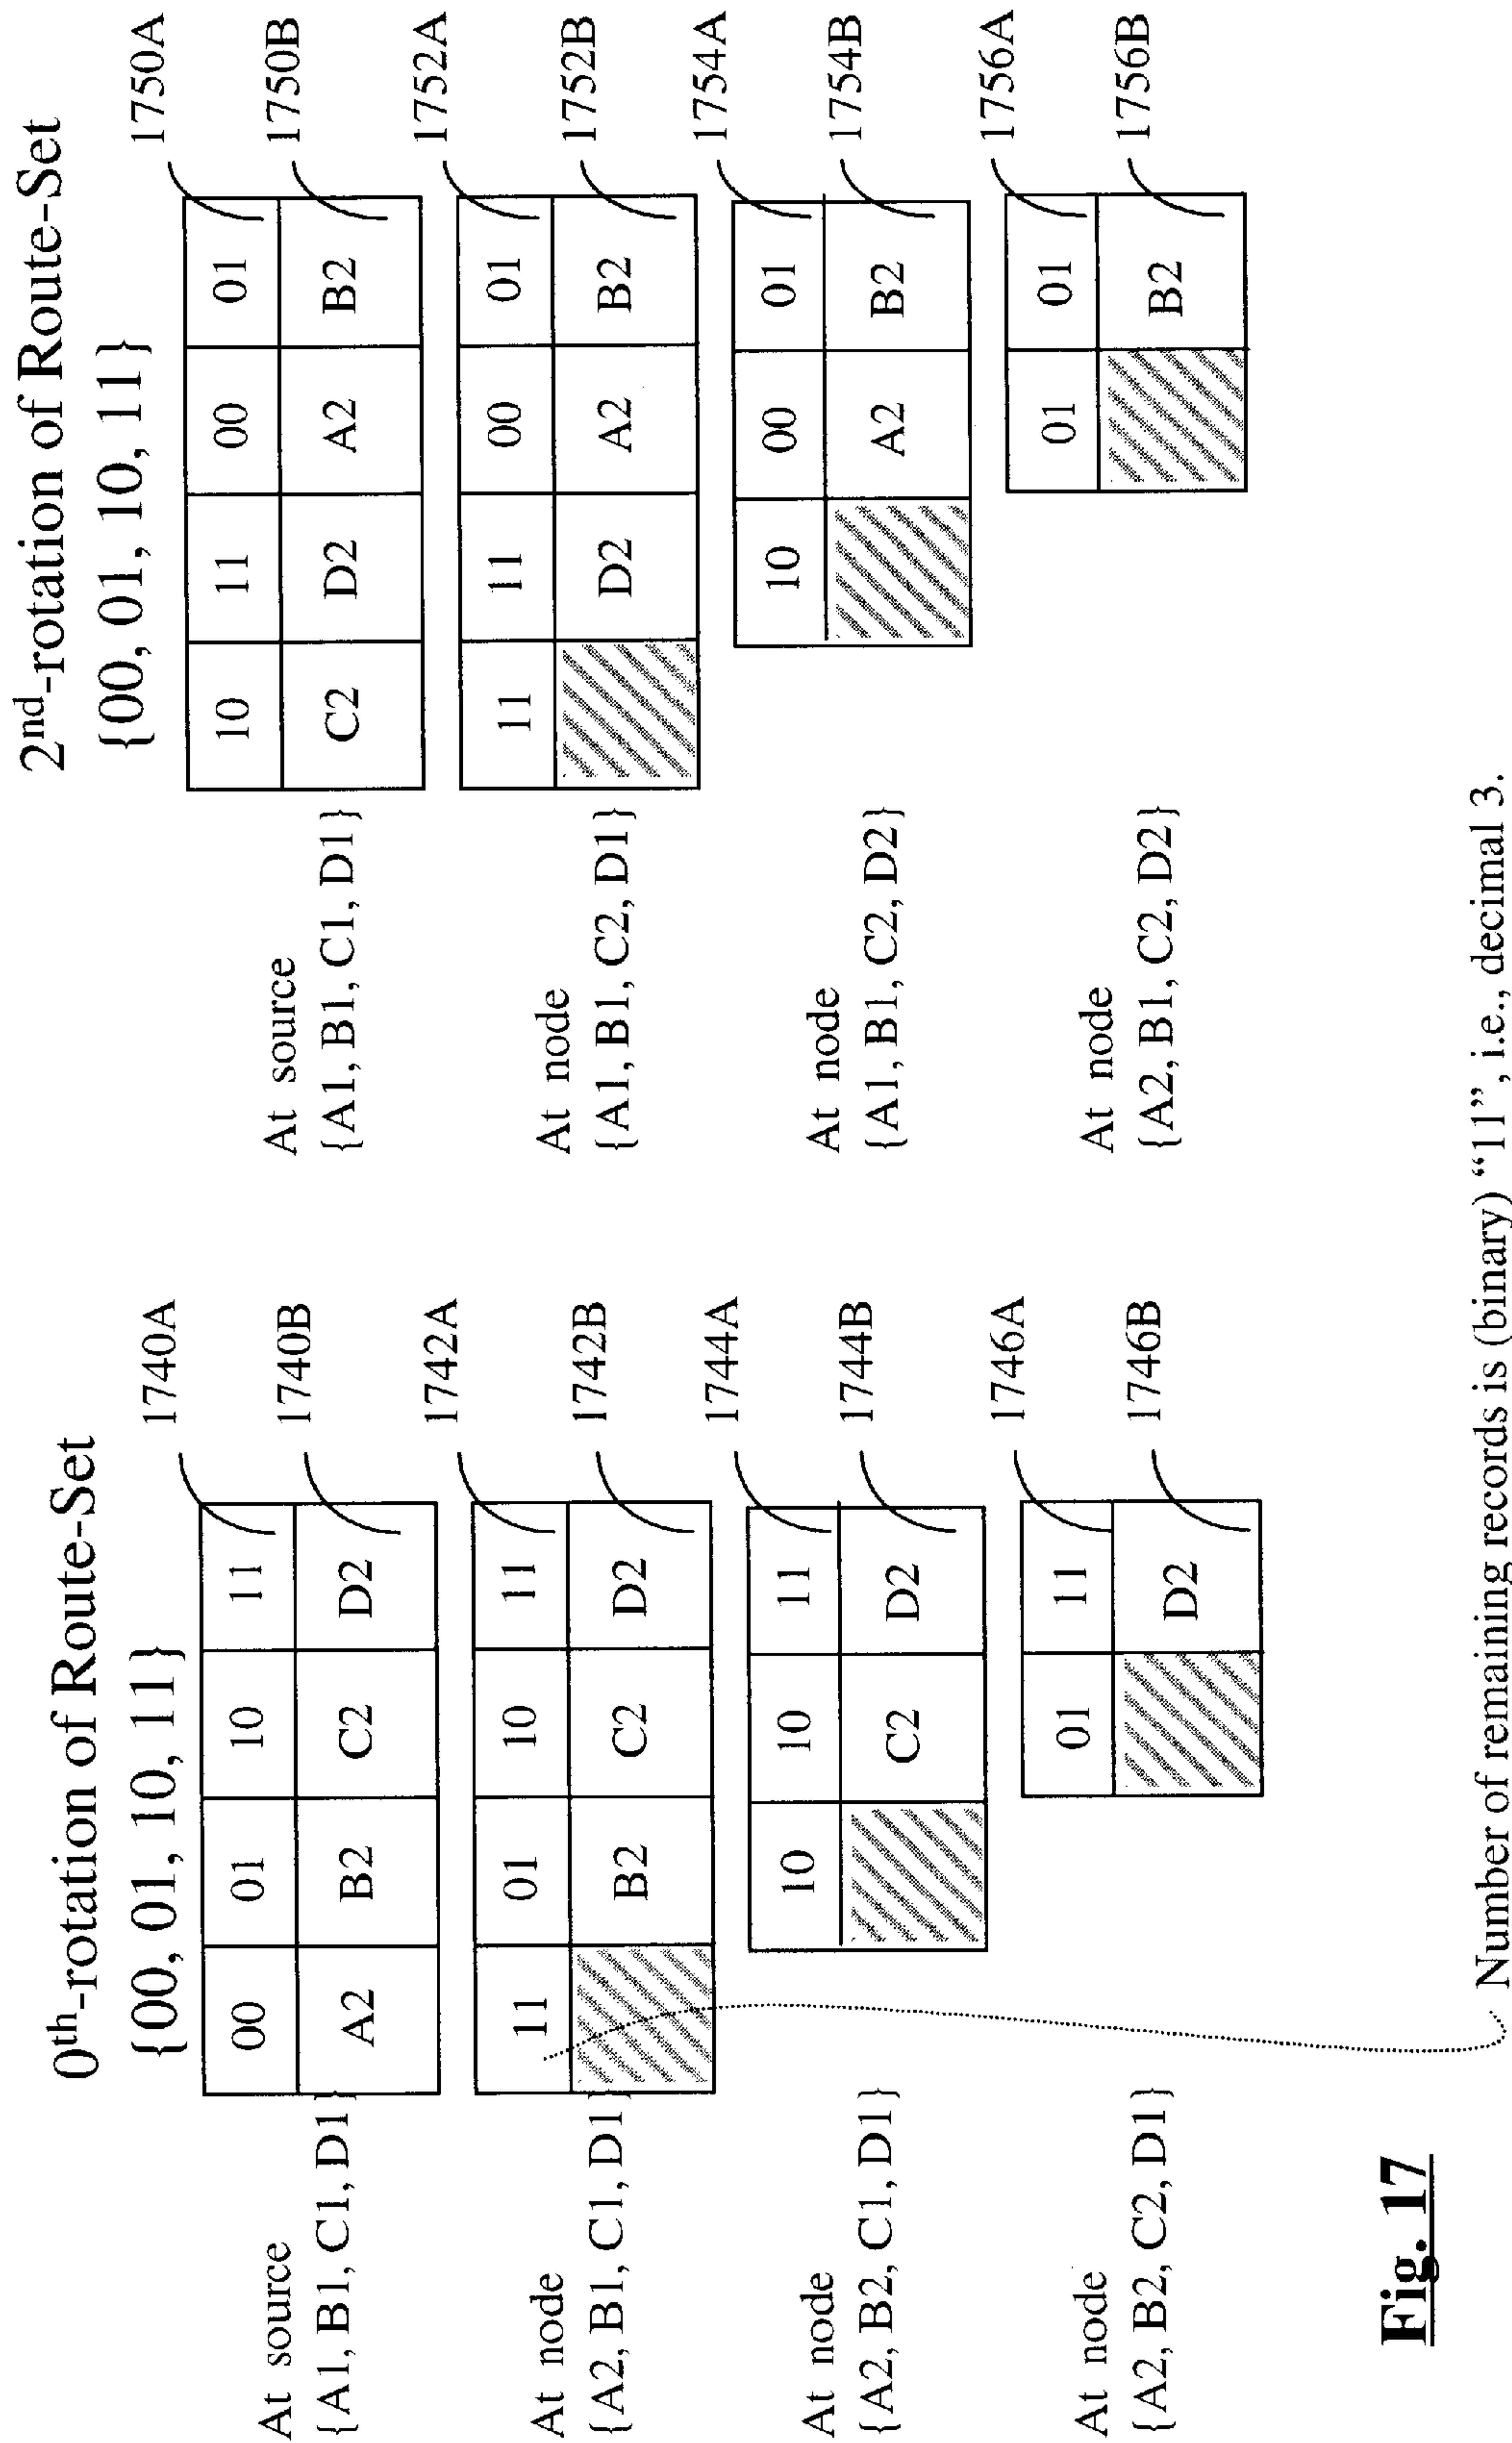 0th-rotation of Route-Set
{00, 01, 10, 11}
At source
{A1, B1, C1, D1}
00 01 10 11
A2 B2 C2 D2
1740A
1740B
At node
{A2, B1, C1, D1}
11 01 10 11
B2 C2 D2
1742A
1742B
At node
{A2, B2, C1, D1}
10 10 11
C2 D2
1744A
1744B
At node
{A2, B2, C2, D1}
01 11
D2
1746A
1746B
2nd-rotation of Route-Set
{00, 01, 10, 11}
At source
{A1, B1, C1, D1}
10 11 00 01
C2 D2 A2 B2
1750A
1750B
At node
{A1, B1, C2, D1}
11 11 00 01
D2 A2 B2
1752A
1752B
At node
{A1, B1, C2, D2}
10 00 01
A2 B2
1754A
1754B
At node
{A2, B1, C2, D2}
01 01
B2
1756A
1756B
Fig. 17
Number of remaining records is (binary) “11”, i.e., decimal 3.